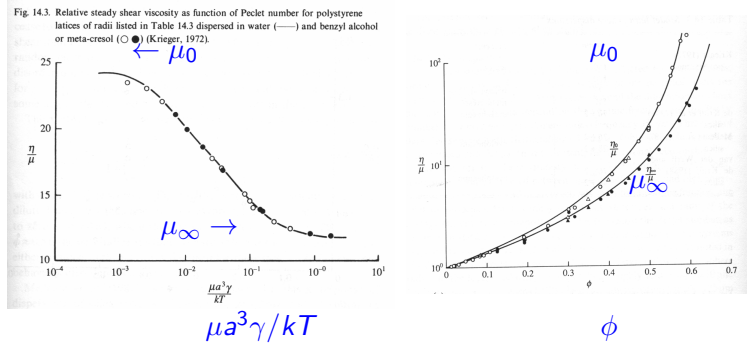 Fig. 14.3. Relative steady shear viscosity as function of Peclet number for polystyrene
latices of radii listed in Table 14.3 dispersed in water (——) and benzyl alcohol
or meta-cresol (○ ●) (Krieger, 1972).
← μ₀
25
20
η/μ
15
10
μ∞ →
10⁻⁴ 10⁻³ 10⁻² 10⁻¹ 10⁻⁰ 10¹
μa³γ/kT
μa³γ/kT
μ₀
10²
η₀/μ
η/μ
10¹
η∞/μ
μ∞
10⁰
0 0.1 0.2 0.3 0.4 0.5 0.6 0.7
φ
ϕ